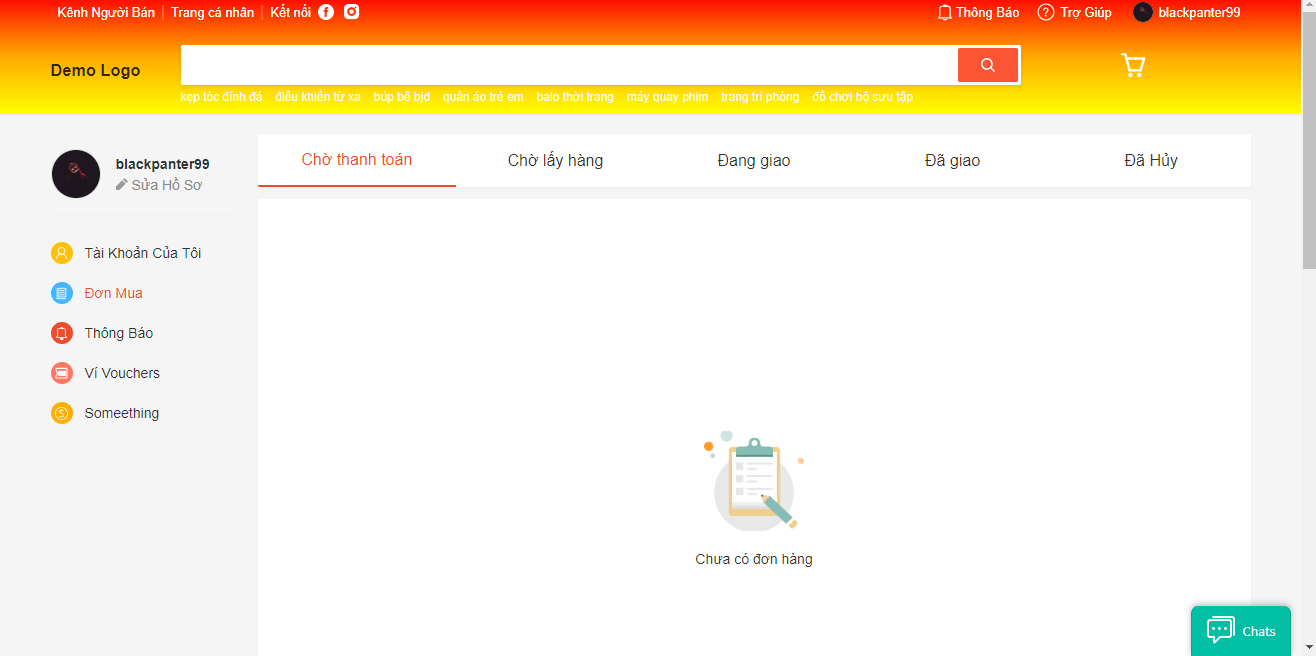 Kênh Người Bán Trang cá nhân Kết nối Thông Báo Trợ Giúp blackpanter99
Demo Logo
kẹp tóc đính đá điều khiển từ xa búp bê bjd quần áo trẻ em balo thời trang máy quay phim trang trí phòng đồ chơi bộ sưu tập
blackpanter99
Sửa Hồ Sơ
Chờ thanh toán Chờ lấy hàng Đang giao Đã giao Đã Hủy
Tài Khoản Của Tôi
Đơn Mua
Thông Báo
Ví Vouchers
Someething
Chưa có đơn hàng
Chats